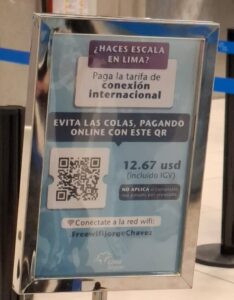 ¿HACES ESCALA
EN LIMA?
Paga la tarifa de
conexión
internacional
EVITA LAS COLAS, PAGANDO
ONLINE CON ESTE QR
12.67 usd
(incluido IGV)
NO APLICA
Conectate a la red wifi:
FreewifiJorgeChavez